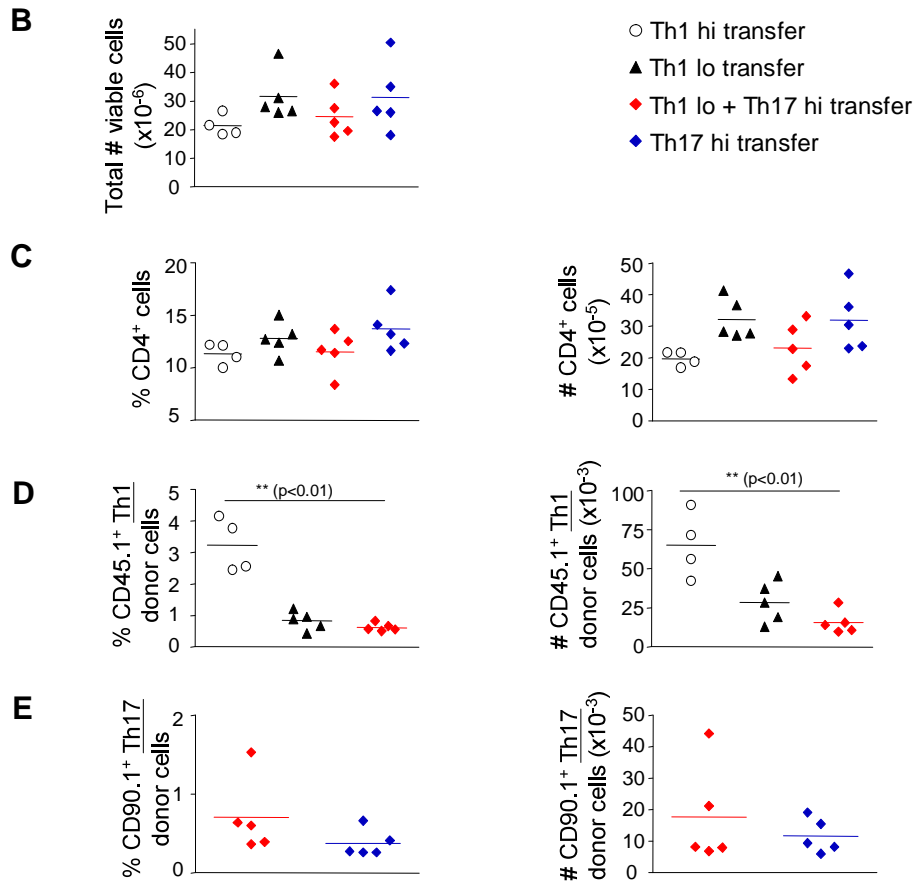 B
Total # viable cells
(x10-6)
50
40
30
20
10
0
Th1 hi transfer
Th1 lo transfer
Th1 lo + Th17 hi transfer
Th17 hi transfer
C
% CD4+ cells
20
15
10
5
# CD4+ cells
(x10-5)
50
40
30
20
10
0
D
% CD45.1+ Th1
donor cells
5
4
3
2
1
0
** (p<0.01)
# CD45.1+ Th1
donor cells (x10-3)
100
75
50
25
0
** (p<0.01)
E
% CD90.1+ Th17
donor cells
2
1
0
# CD90.1+ Th17
donor cells (x10-3)
50
40
30
20
10
0